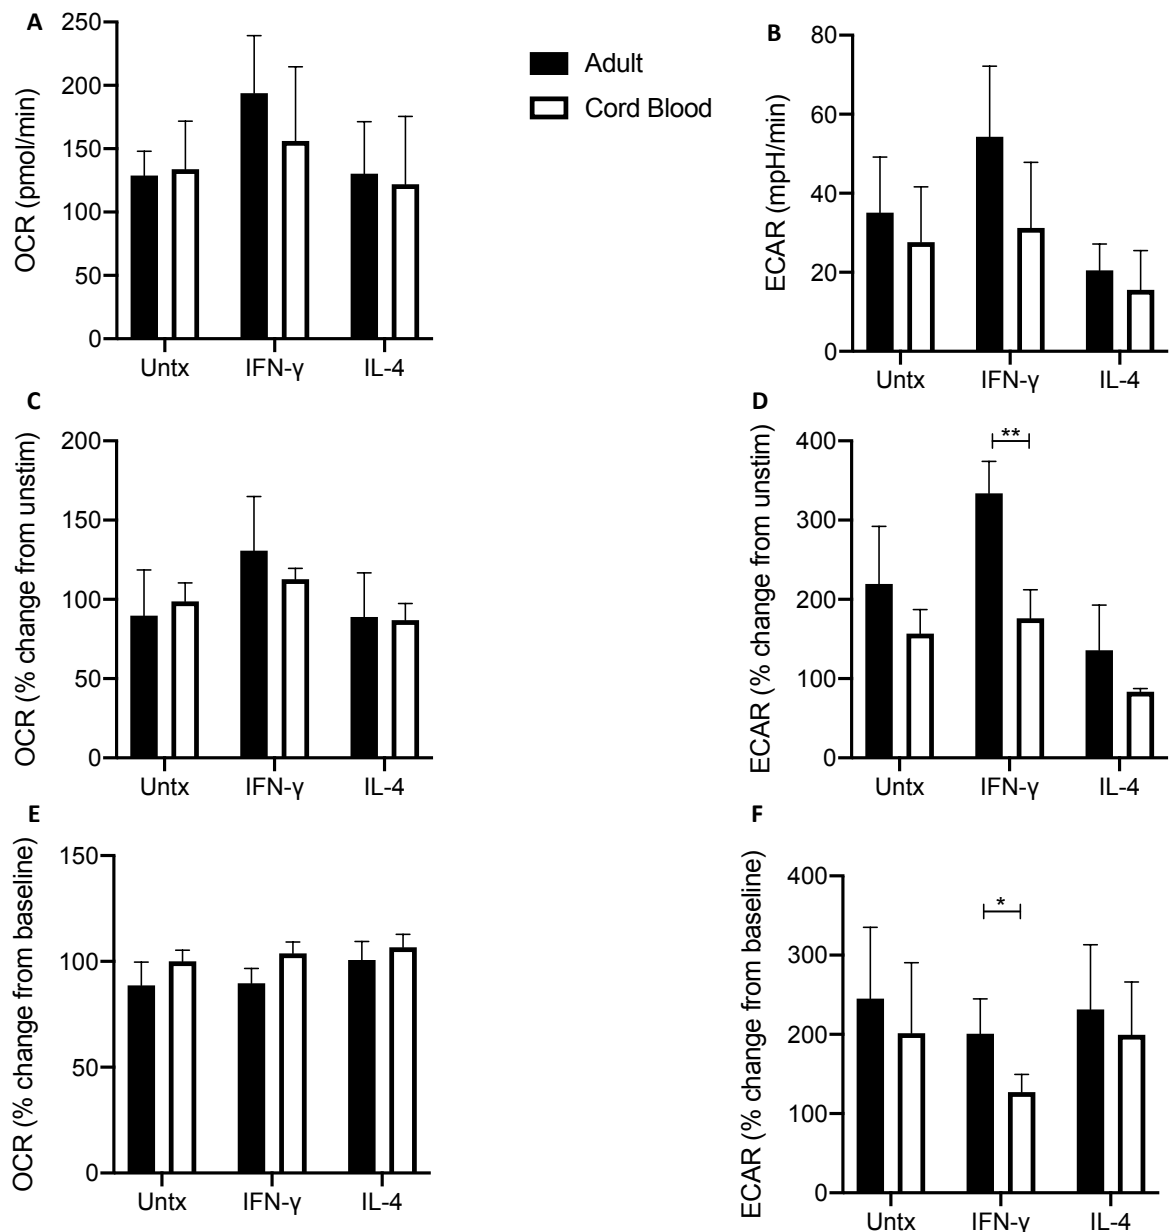 A
OCR (pmol/min)
250
200
150
100
50
0
Untx IFN-γ IL-4
Adult
Cord Blood
B
ECAR (mpH/min)
80
60
40
20
0
Untx IFN-γ IL-4
C
OCR (% change from unstim)
200
150
100
50
0
Untx IFN-γ IL-4
D
ECAR (% change from unstim)
400
300
200
100
0
**
Untx IFN-γ IL-4
E
OCR (% change from baseline)
150
100
50
0
Untx IFN-γ IL-4
F
ECAR (% change from baseline)
400
300
200
100
0
*
Untx IFN-γ IL-4